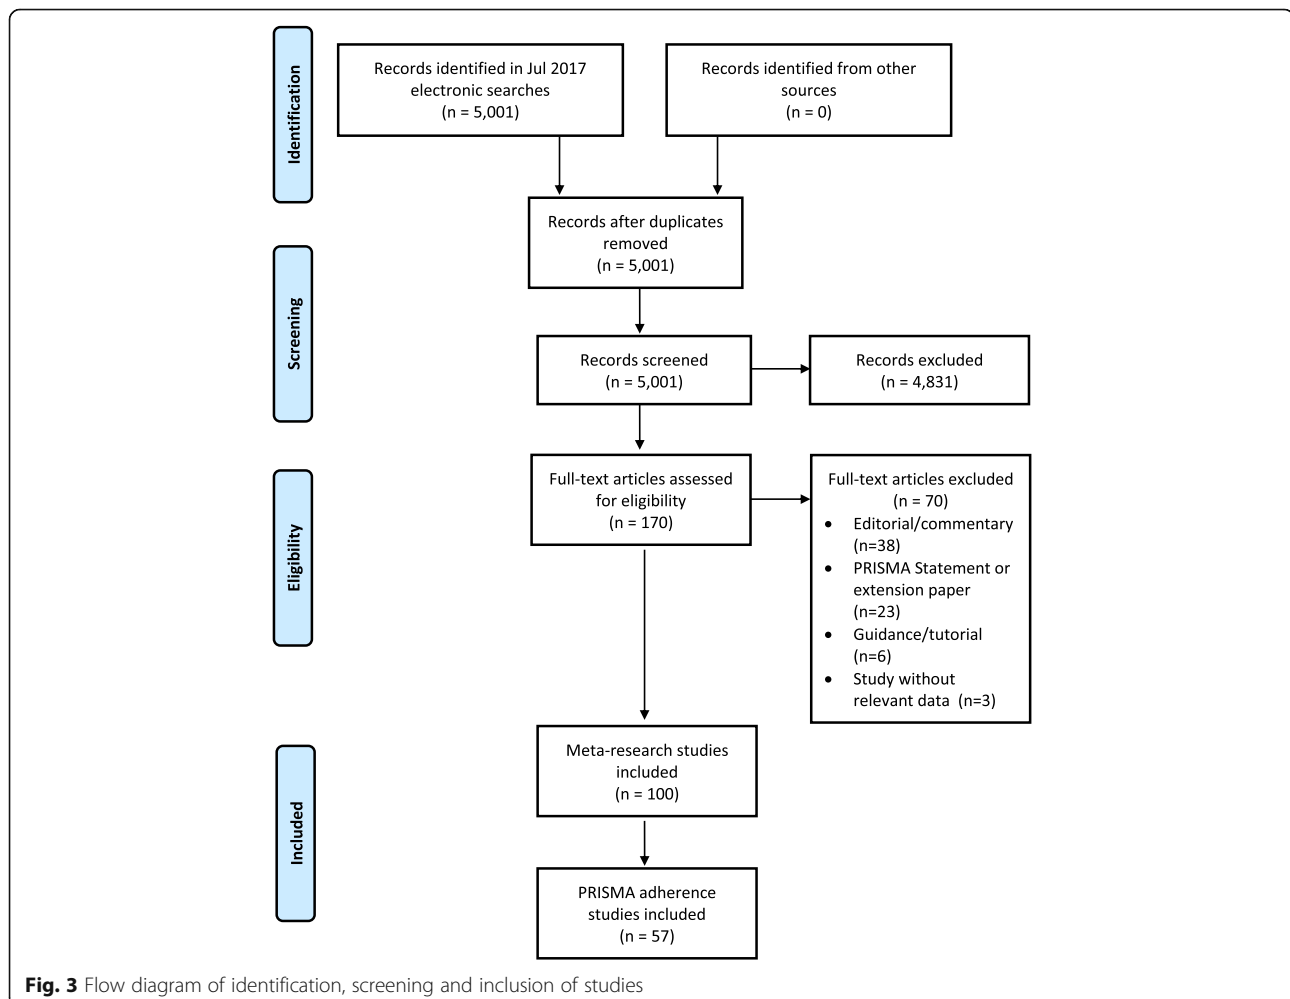 Identification
Records identified in Jul 2017
electronic searches
(n = 5,001)
Records identified from other
sources
(n = 0)
Records after duplicates
removed
(n = 5,001)
Screening
Records screened
(n = 5,001)
Records excluded
(n = 4,831)
Eligibility
Full-text articles assessed
for eligibility
(n = 170)
Full-text articles excluded
(n = 70)
• Editorial/commentary
(n=38)
• PRISMA Statement or
extension paper
(n=23)
• Guidance/tutorial
(n=6)
• Study without
relevant data (n=3)
Included
Meta-research studies
included
(n = 100)
PRISMA adherence
studies included
(n = 57)
Fig. 3 Flow diagram of identification, screening and inclusion of studies